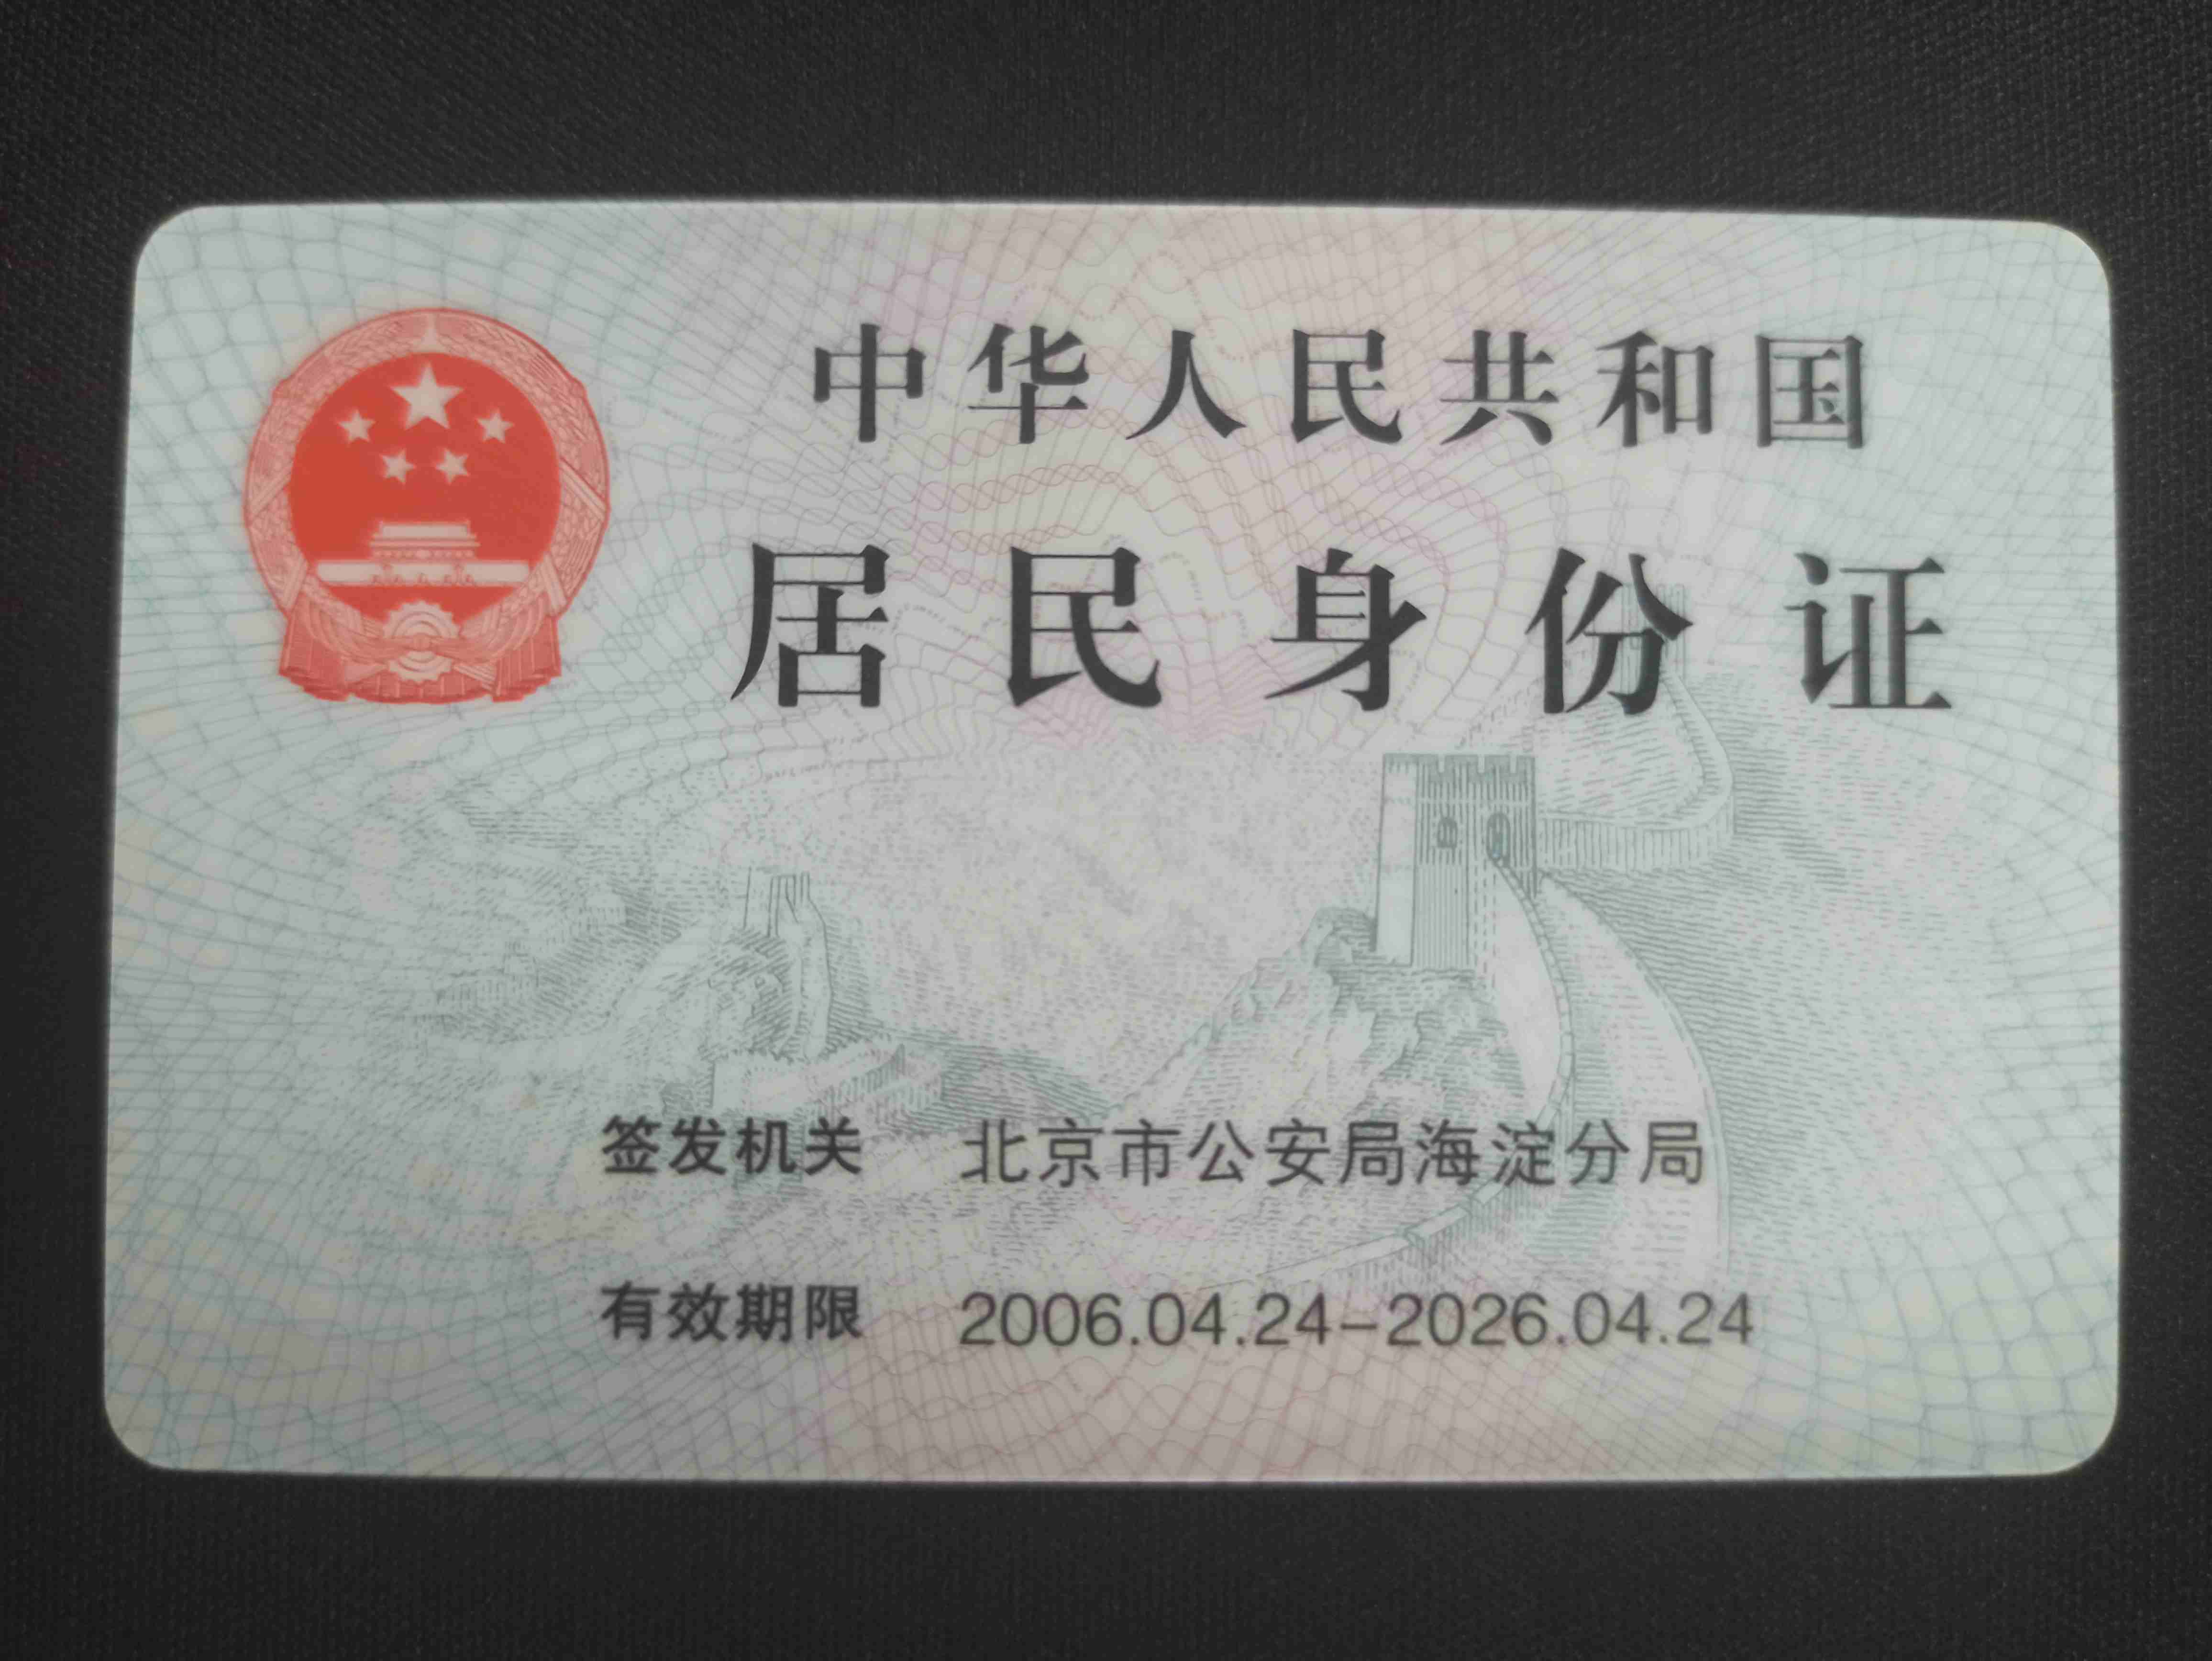 中华人民共和国
居民身份证
签发机关 北京市公安局海淀分局
有效期限 2006.04.24-2026.04.24